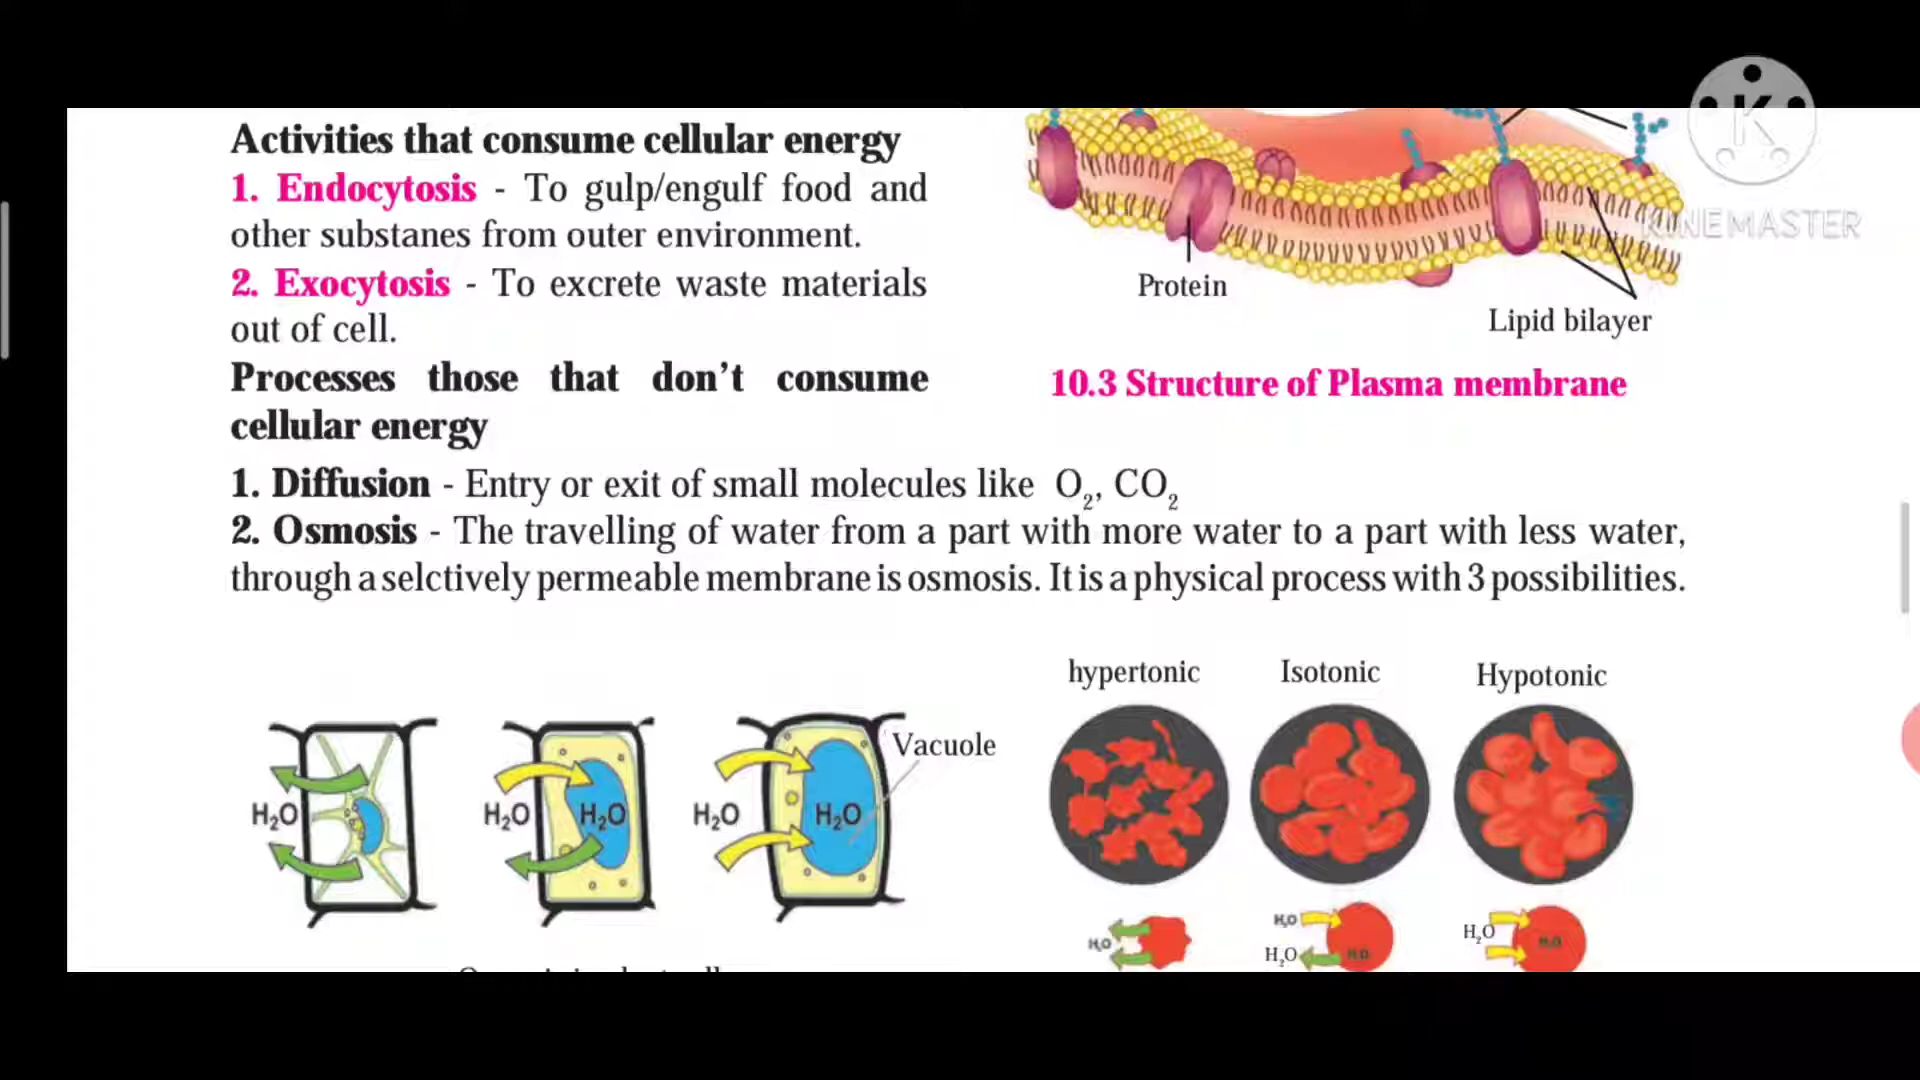 Activities that consume cellular energy
1. Endocytosis - To gulp/engulf food and
other substanes from outer environment.
2. Exocytosis - To excrete waste materials
out of cell.
Processes those that don't consume
cellular energy
K
KINEMASTER
Protein
Lipid bilayer
10.3 Structure of Plasma membrane
1. Diffusion - Entry or exit of small molecules like O₂, CO₂
2. Osmosis - The travelling of water from a part with more water to a part with less water,
through a selctively permeable membrane is osmosis. It is a physical process with 3 possibilities.
H₂O
H₂O H₂O
H₂O H₂O
Vacuole
hypertonic Isotonic Hypotonic
H₂O
H₂O
H₂O H₂O
H₂O H₂O